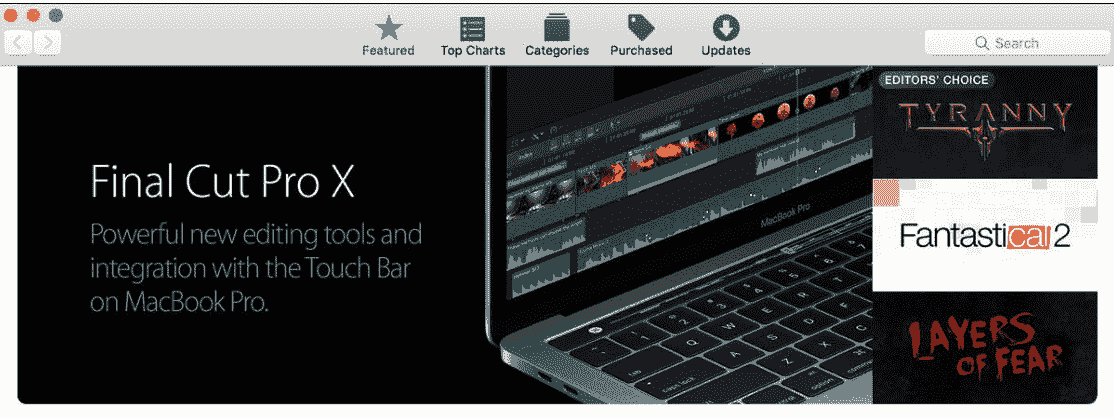 Featured
Top Charts
Categories
Purchased
Updates
Search
Final Cut Pro X
Powerful new editing tools and
integration with the Touch Bar
on MacBook Pro.
MacBook Pro
EDITORS' CHOICE
TYRANNY
Fantastical 2
LAYERS
OF FEAR